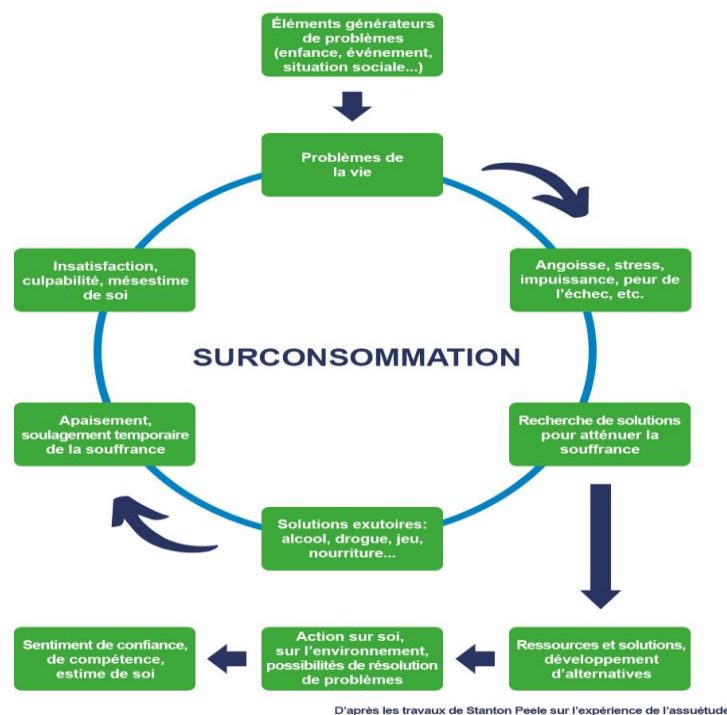 Éléments générateurs
de problèmes
(enfance, événement,
situation sociale...)
Problèmes de
la vie
Angoisse, stress,
impuissance, peur de
l'échec, etc.
Recherche de solutions
pour atténuer la
souffrance
Solutions exutoires:
alcool, drogue, jeu,
nourriture...
Apaisement,
soulagement temporaire
de la souffrance
Insatisfaction,
culpabilité, mésestime
de soi
SURCONSOMMATION
Ressources et solutions,
développement
d'alternatives
Action sur soi,
sur l'environnement,
possibilités de résolution
de problèmes
Sentiment de confiance,
de compétence,
estime de soi
D'après les travaux de Stanton Peele sur l'expérience de l'assuétude